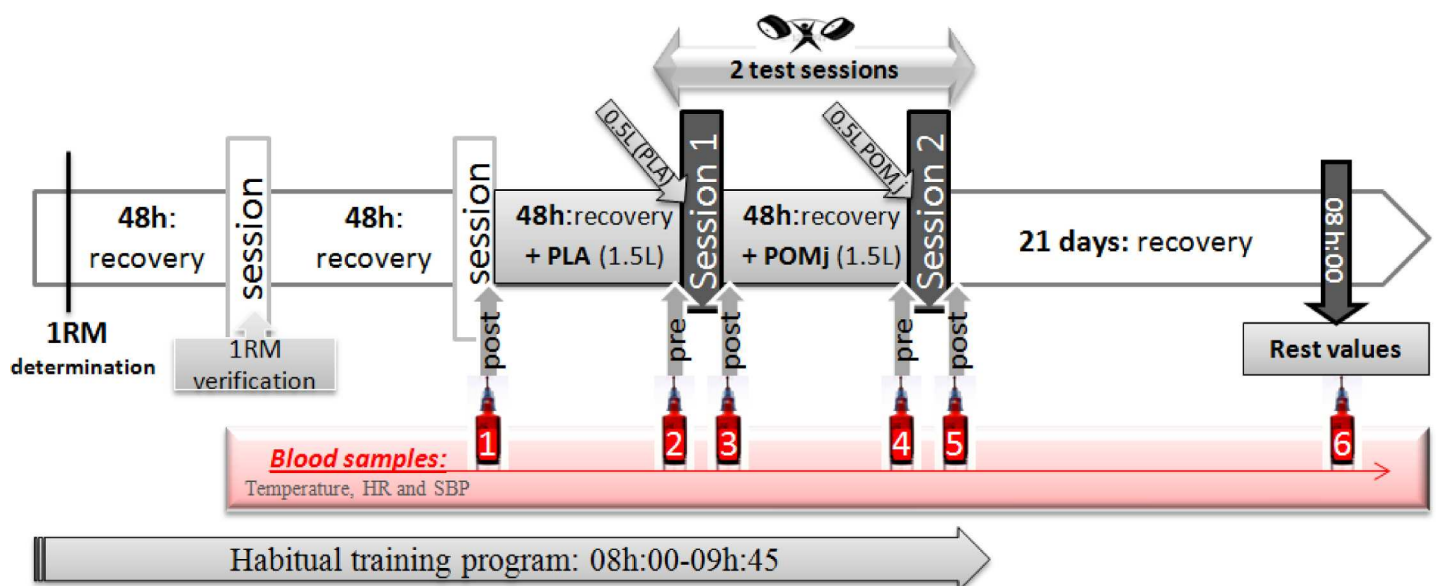 2 test sessions
0.5L (PLA)
0.5L POMj
48h:
recovery
session
48h:
recovery
session
48h:recovery
+ PLA (1.5L)
Session 1
48h:recovery
+ POMj (1.5L)
Session 2
21 days: recovery
08 h:00
1RM
determination
1RM
verification
post
pre
post
pre
post
Rest values
1
2
3
4
5
6
Blood samples:
Temperature, HR and SBP
Habitual training program: 08h:00-09h:45